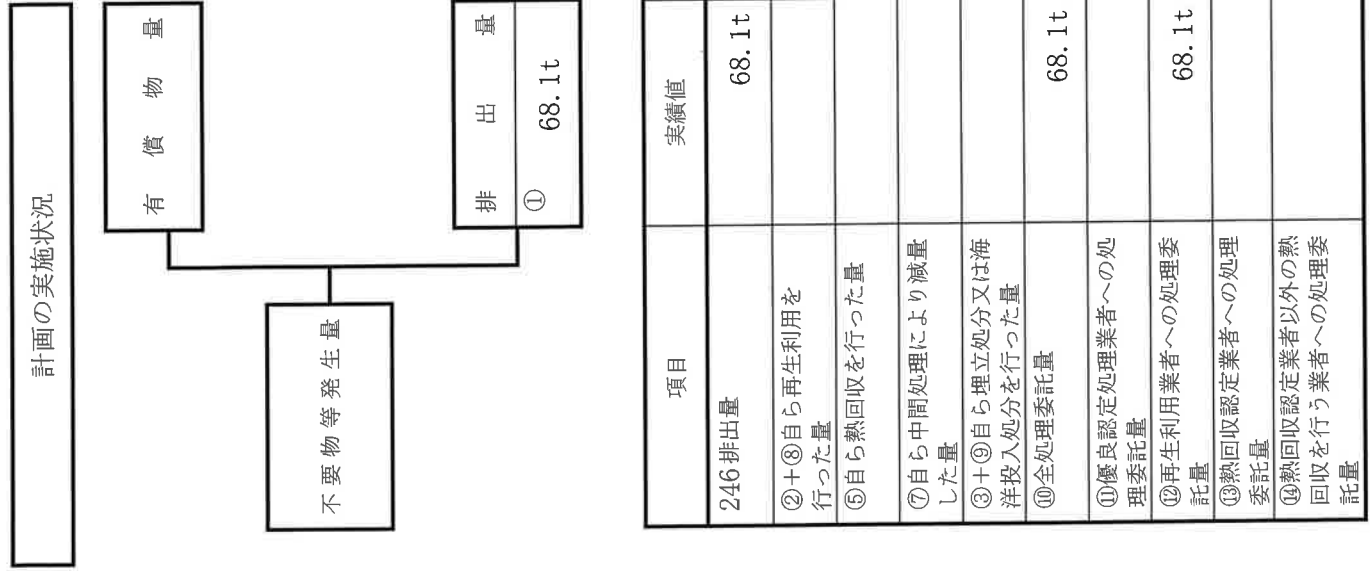 計画の実施状況
有償物量
不要物等発生量
排出量
①
68.1t
項目 実績値
246排出量 68.1t
②+⑧自ら再生利用を
行った量
⑤自ら熱回収を行った量
⑦自ら中間処理により減量
した量
③+⑨自ら埋立処分又は海
洋投入処分を行った量
⑩全処理委託量 68.1t
⑪優良認定処理業者への処
理委託量
⑫再生利用業者への処理委 68.1t
託量
⑬熱回収認定業者への処理
委託量
⑭熱回収認定業者以外の熱
回収を行う業者への処理委
託量